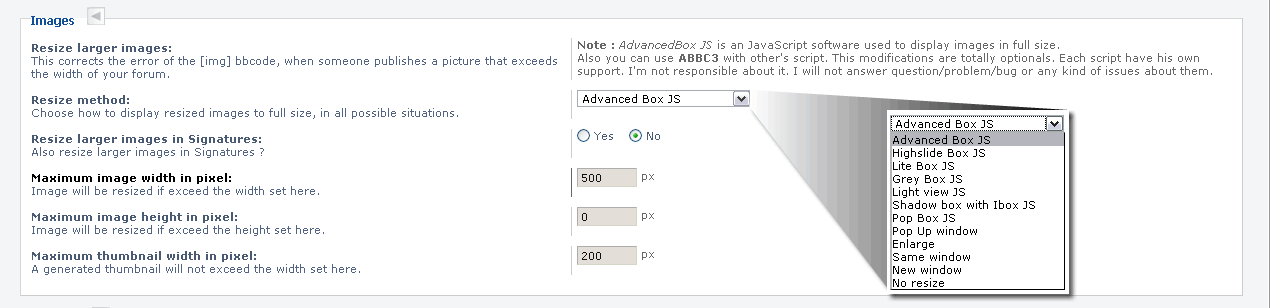 Images
Resize larger images:
This corrects the error of the [img] bbcode, when someone publishes a picture that exceeds
the width of your forum.
Note : AdvancedBox JS is an JavaScript software used to display images in full size.
Also you can use ABBC3 with other's script. This modifications are totally optionals. Each script have his own
support. I'm not responsible about it. I will not answer question/problem/bug or any kind of issues about them.
Resize method:
Choose how to display resized images to full size, in all possible situations.
Advanced Box JS
Resize larger images in Signatures:
Also resize larger images in Signatures ?
Yes No
Maximum image width in pixel:
Image will be resized if exceed the width set here.
500 px
Maximum image height in pixel:
Image will be resized if exceed the height set here.
0 px
Maximum thumbnail width in pixel:
A generated thumbnail will not exceed the width set here.
200 px
Advanced Box JS
Advanced Box JS
Highslide Box JS
Lite Box JS
Grey Box JS
Light view JS
Shadow box with Ibox JS
Pop Box JS
Pop Up window
Enlarge
Same window
New window
No resize